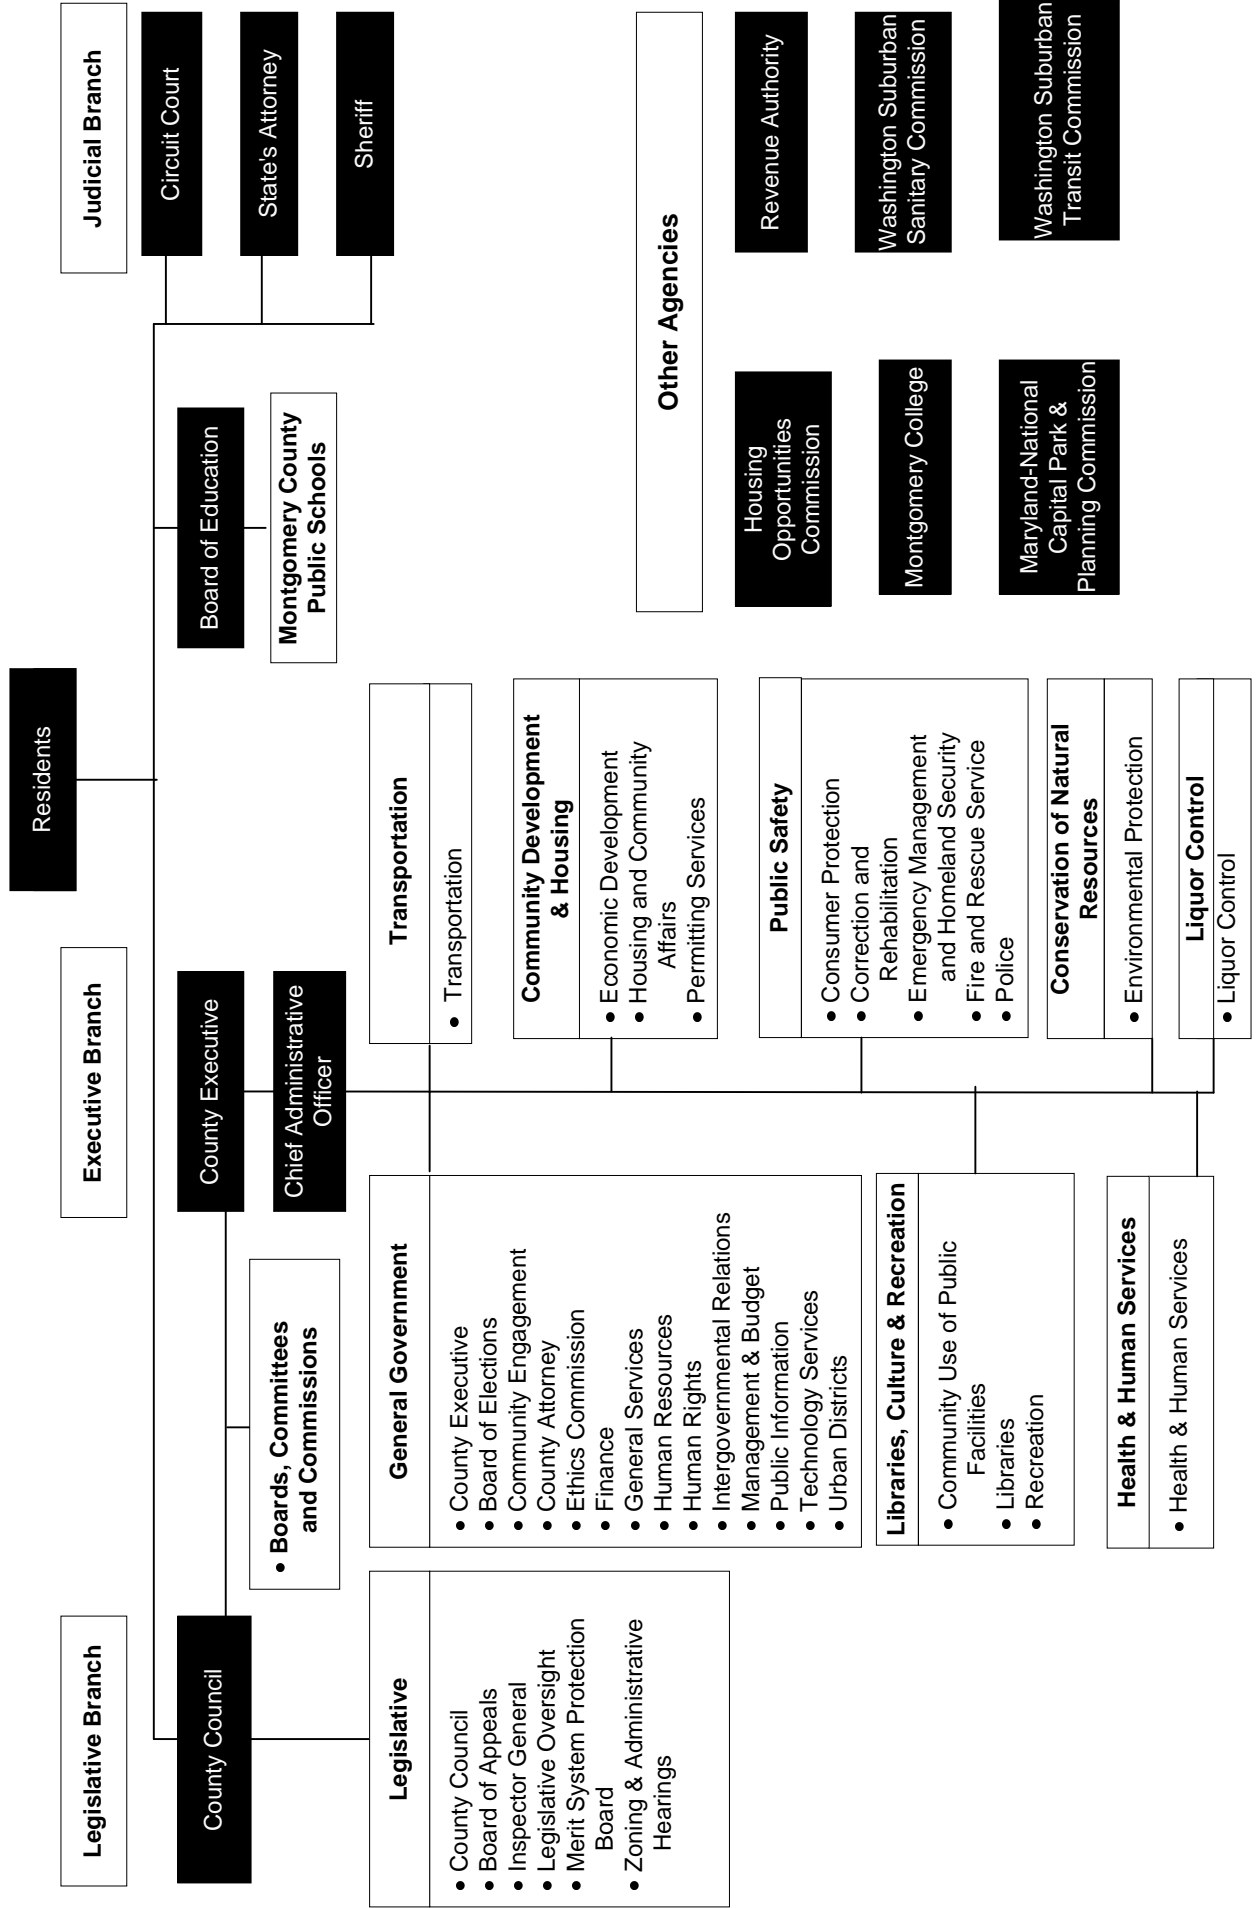 Residents
Legislative Branch
Executive Branch
Judicial Branch
County Council
County Executive
Board of Education
Circuit Court
State's Attorney
Sheriff
Chief Administrative
Officer
Montgomery County
Public Schools
• Boards, Committees
and Commissions
Legislative
• County Council
• Board of Appeals
• Inspector General
• Legislative Oversight
• Merit System Protection
Board
• Zoning & Administrative
Hearings
General Government
• County Executive
• Board of Elections
• Community Engagement
• County Attorney
• Ethics Commission
• Finance
• General Services
• Human Resources
• Human Rights
• Intergovernmental Relations
• Management & Budget
• Public Information
• Technology Services
• Urban Districts
Libraries, Culture & Recreation
• Community Use of Public
Facilities
• Libraries
• Recreation
Health & Human Services
• Health & Human Services
Transportation
• Transportation
Community Development
& Housing
• Economic Development
• Housing and Community
Affairs
• Permitting Services
Public Safety
• Consumer Protection
• Correction and
Rehabilitation
• Emergency Management
and Homeland Security
• Fire and Rescue Service
• Police
Conservation of Natural
Resources
• Environmental Protection
Liquor Control
• Liquor Control
Other Agencies
Housing
Opportunities
Commission
Revenue Authority
Montgomery College
Washington Suburban
Sanitary Commission
Maryland-National
Capital Park &
Planning Commission
Washington Suburban
Transit Commission